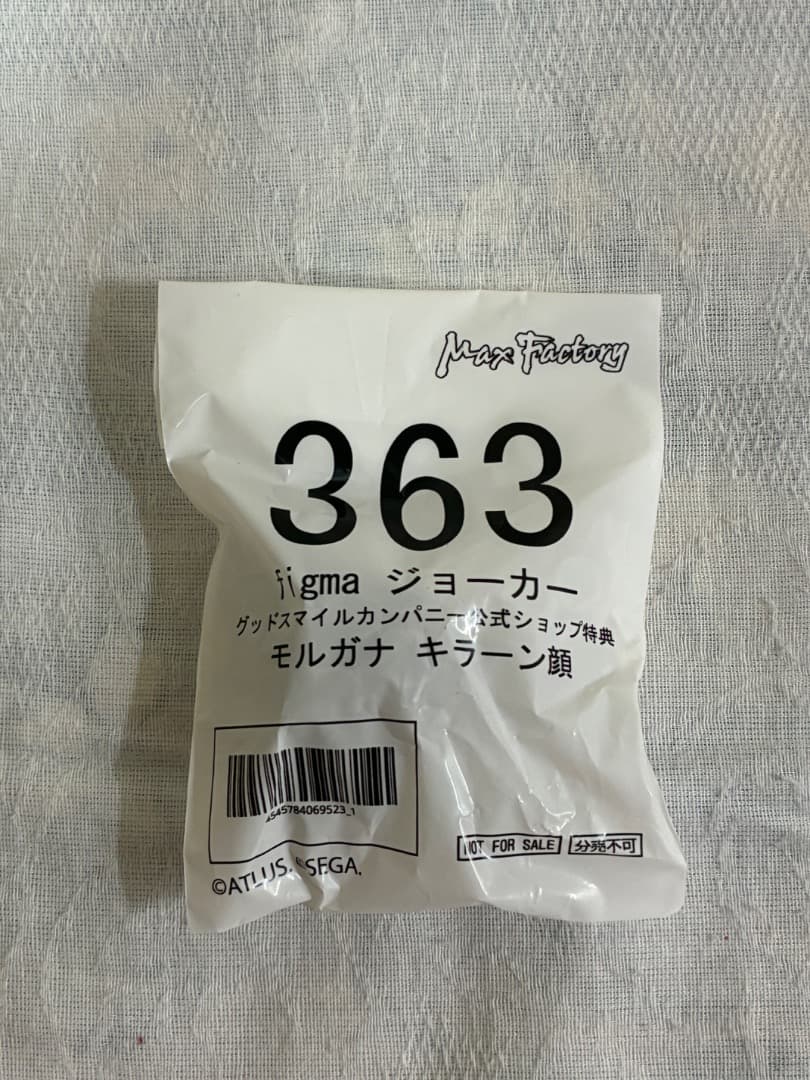 Max Factory
363
figma ジョーカー
グッドスマイルカンパニー公式ショップ特典
モルガナ キラーン顔
4545784069523_1
NOT FOR SALE 分売不可
©ATLUS. ©SEGA.